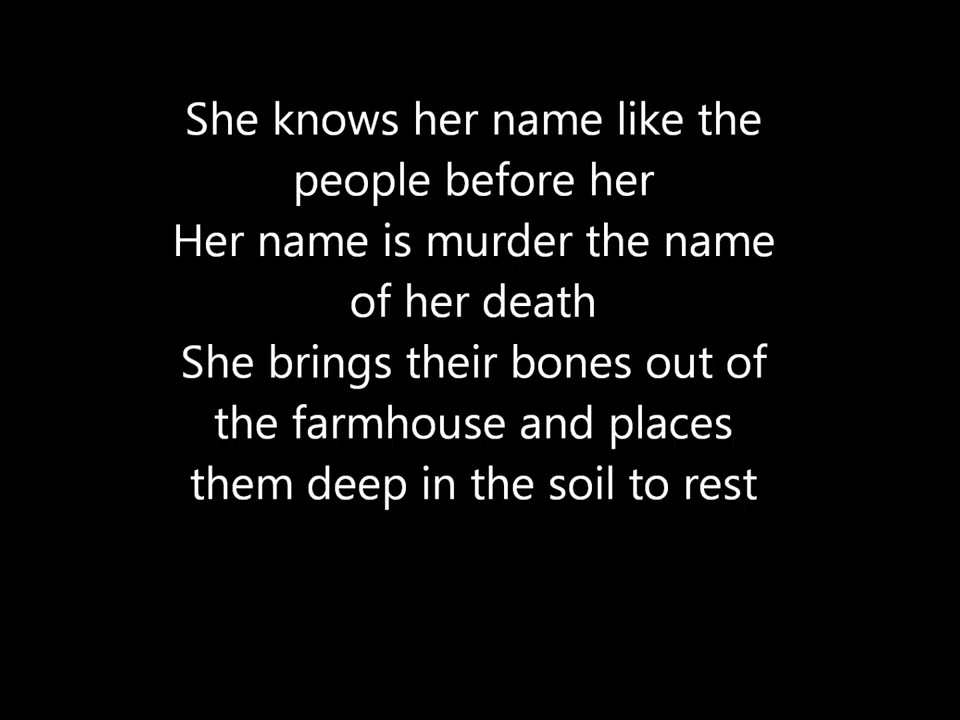 She knows her name like the
people before her
Her name is murder the name
of her death
She brings their bones out of
the farmhouse and places
them deep in the soil to rest